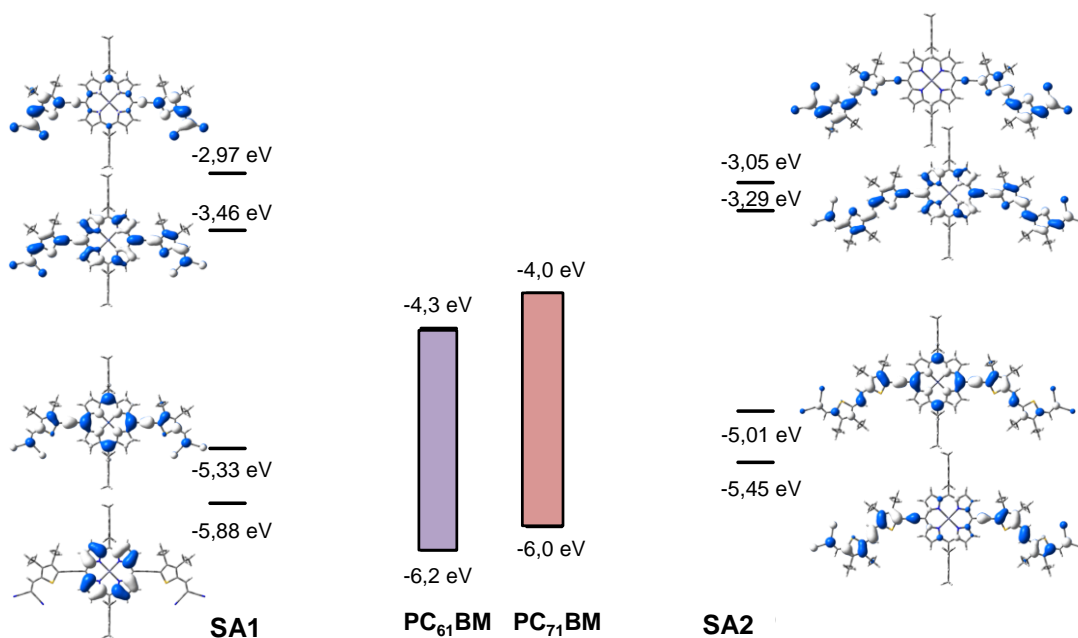 -2,97 eV
-3,46 eV
-5,33 eV
-5,88 eV
SA1
-4,3 eV
-6,2 eV
PC61BM
-4,0 eV
-6,0 eV
PC71BM
-3,05 eV
-3,29 eV
-5,01 eV
-5,45 eV
SA2